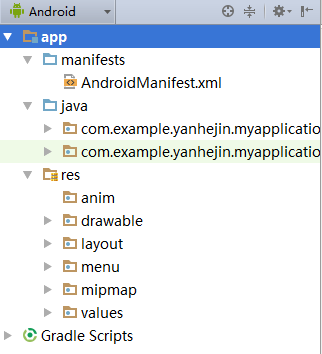 Android
app
manifests
AndroidManifest.xml
java
com.example.yanhejin.myapplicatio
com.example.yanhejin.myapplicatio
res
anim
drawable
layout
menu
mipmap
values
Gradle Scripts